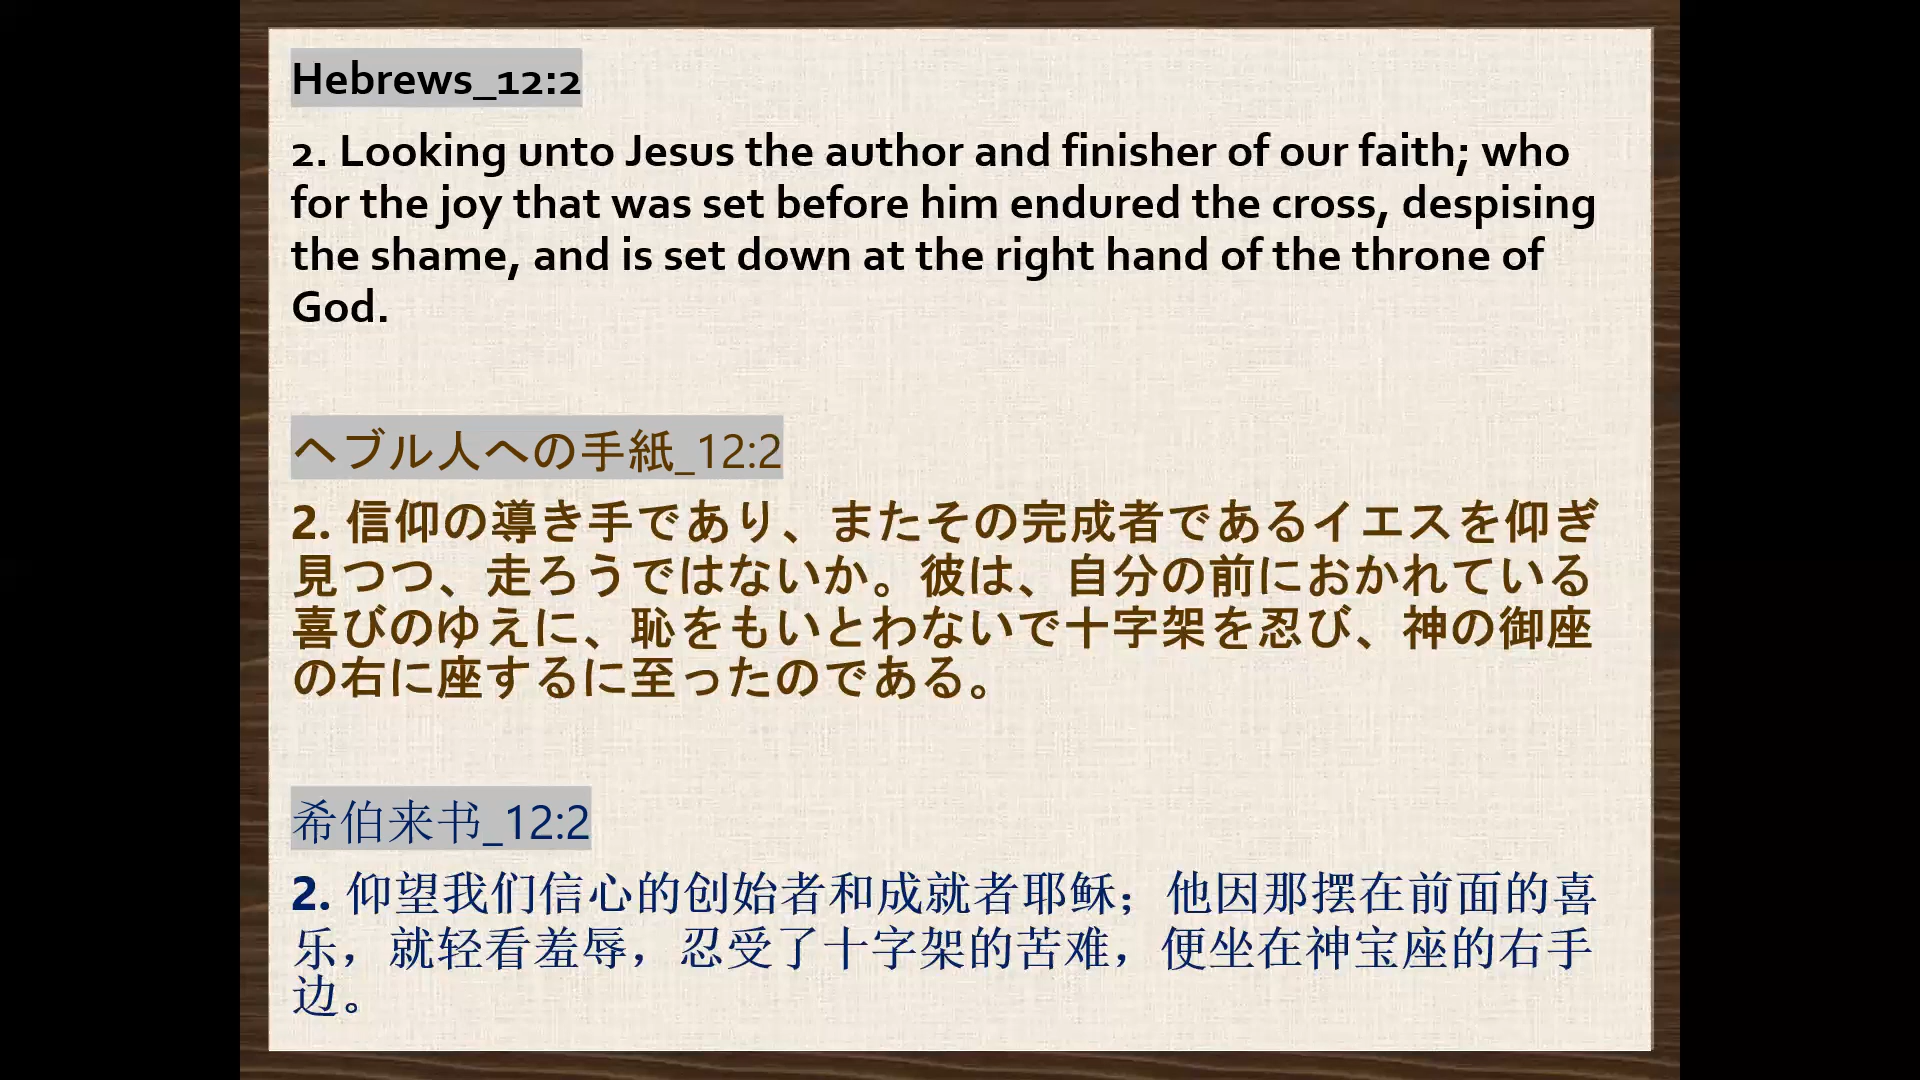 Hebrews_12:2
2. Looking unto Jesus the author and finisher of our faith; who
for the joy that was set before him endured the cross, despising
the shame, and is set down at the right hand of the throne of
God.
ヘブル人への手紙_12:2
2. 信仰の導き手であり、またその完成者であるイエスを仰ぎ
見つつ、走ろうではないか。彼は、自分の前におかれている
喜びのゆえに、恥をもいとわないで十字架を忍び、神の御座
の右に座するに至ったのである。
希伯来书_12:2
2. 仰望我们信心的创始者和成就者耶稣；他因那摆在前面的喜
乐，就轻看羞辱，忍受了十字架的苦难，便坐在神宝座的右手
边。